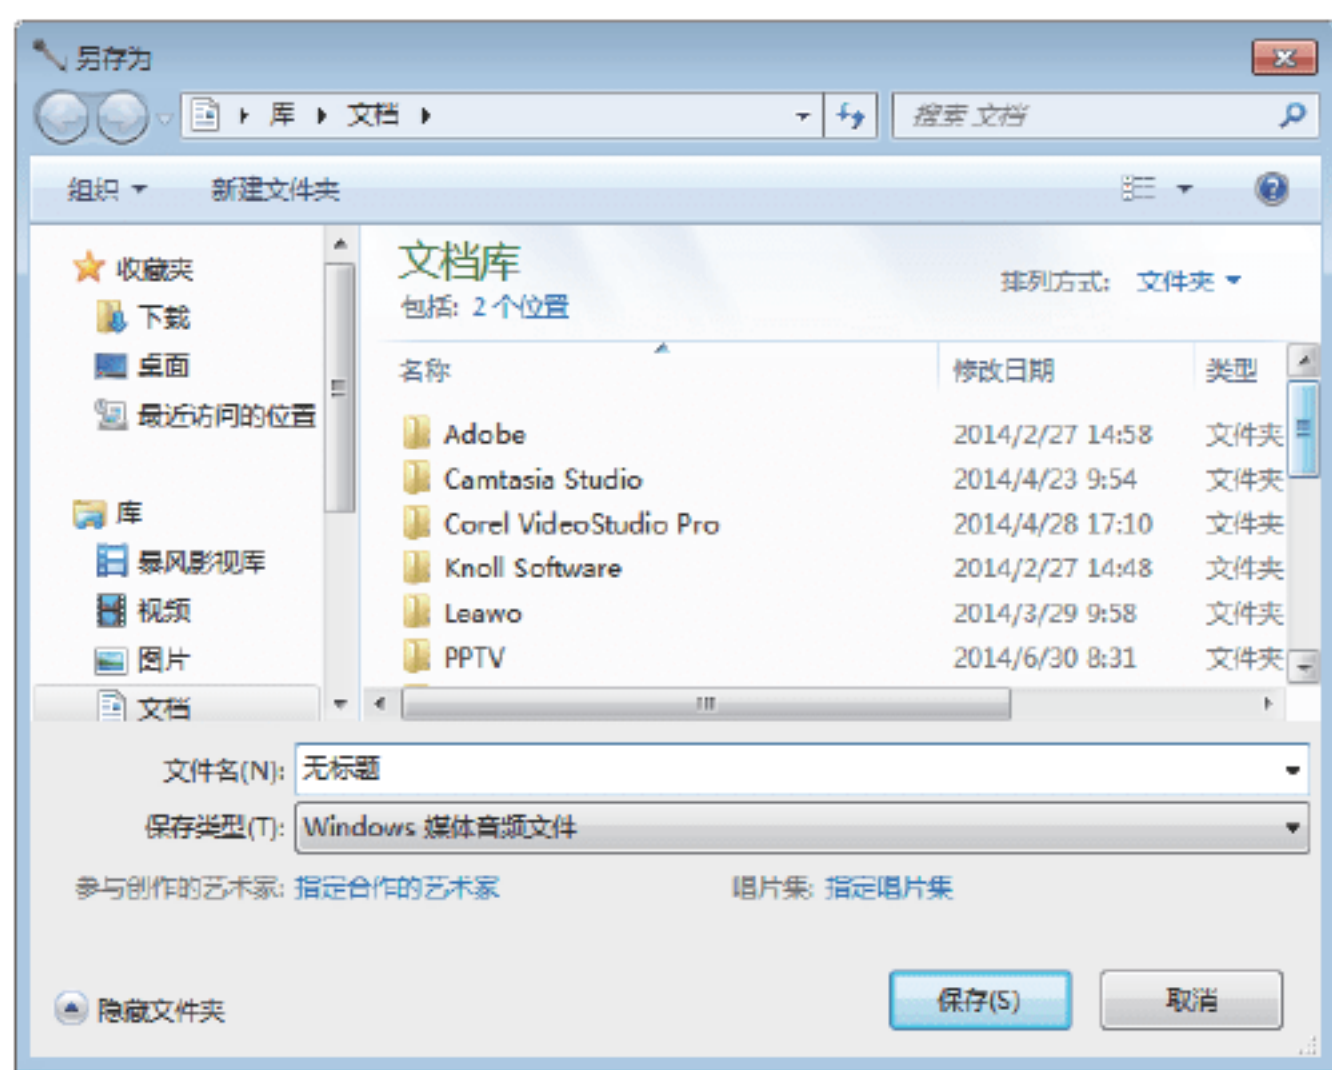 另存为
库 文档
搜索 文档
组织 新建文件夹
收藏夹
下载
桌面
最近访问的位置
库
暴风影视库
视频
图片
文档
文档库
包括: 2 个位置
排列方式: 文件夹
名称 修改日期 类型
Adobe 2014/2/27 14:58 文件夹
Camtasia Studio 2014/4/23 9:54 文件夹
Corel VideoStudio Pro 2014/4/28 17:10 文件夹
Knoll Software 2014/2/27 14:48 文件夹
Leawo 2014/3/29 9:58 文件夹
PPTV 2014/6/30 8:31 文件夹
文件名(N): 无标题
保存类型(T): Windows 媒体音频文件
参与创作的艺术家: 指定合作的艺术家 唱片集: 指定唱片集
隐藏文件夹 保存(S) 取消